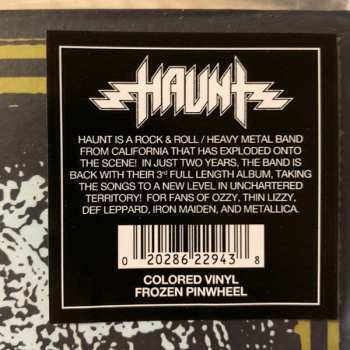 HAUNT
HAUNT IS A ROCK & ROLL / HEAVY METAL BAND
FROM CALIFORNIA THAT HAS EXPLODED ONTO
THE SCENE! IN JUST TWO YEARS, THE BAND IS
BACK WITH THEIR 3rd FULL LENGTH ALBUM, TAKING
THE SONGS TO A NEW LEVEL IN UNCHARTERED
TERRITORY! FOR FANS OF OZZY, THIN LIZZY,
DEF LEPPARD, IRON MAIDEN, AND METALLICA.
0 20286 22943 8
COLORED VINYL
FROZEN PINWHEEL